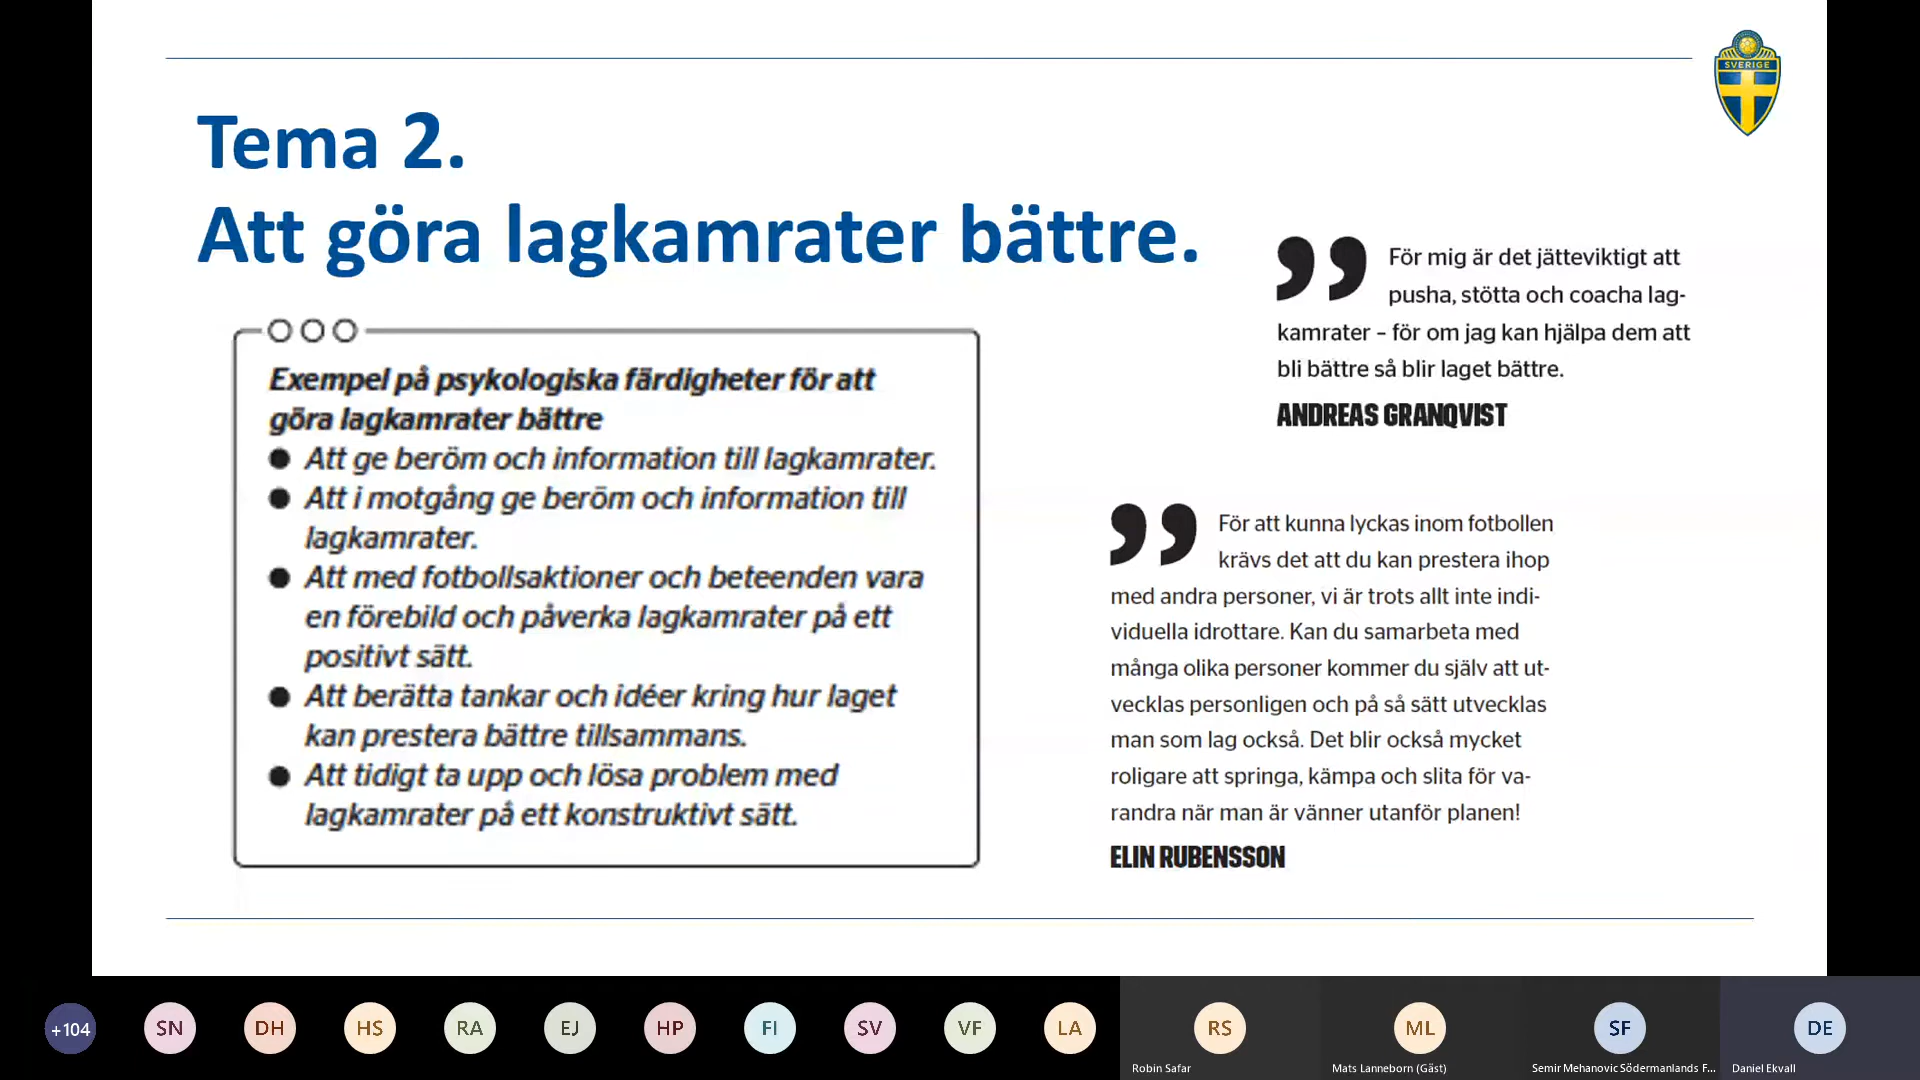 SVERIGE
Tema 2.
Att göra lagkamrater bättre.
Exempel på psykologiska färdigheter för att
göra lagkamrater bättre
● Att ge beröm och information till lagkamrater.
● Att i motgång ge beröm och information till
lagkamrater.
● Att med fotbollsaktioner och beteenden vara
en förebild och påverka lagkamrater på ett
positivt sätt.
● Att berätta tankar och idéer kring hur laget
kan prestera bättre tillsammans.
● Att tidigt ta upp och lösa problem med
lagkamrater på ett konstruktivt sätt.
” För mig är det jätteviktigt att
pusha, stötta och coacha lag-
kamrater – för om jag kan hjälpa dem att
bli bättre så blir laget bättre.
ANDREAS GRANQVIST
” För att kunna lyckas inom fotbollen
krävs det att du kan prestera ihop
med andra personer, vi är trots allt inte indi-
viduella idrottare. Kan du samarbeta med
många olika personer kommer du själv att ut-
vecklas personligen och på så sätt utvecklas
man som lag också. Det blir också mycket
roligare att springa, kämpa och slita för va-
randra när man är vänner utanför planen!
ELIN RUBENSSON
+104
SN
DH
HS
RA
EJ
HP
FI
SV
VF
LA
RS
Robin Safar
ML
Mats Lanneborn (Gäst)
SF
Semir Mehanovic Södermanlands F...
DE
Daniel Ekvall